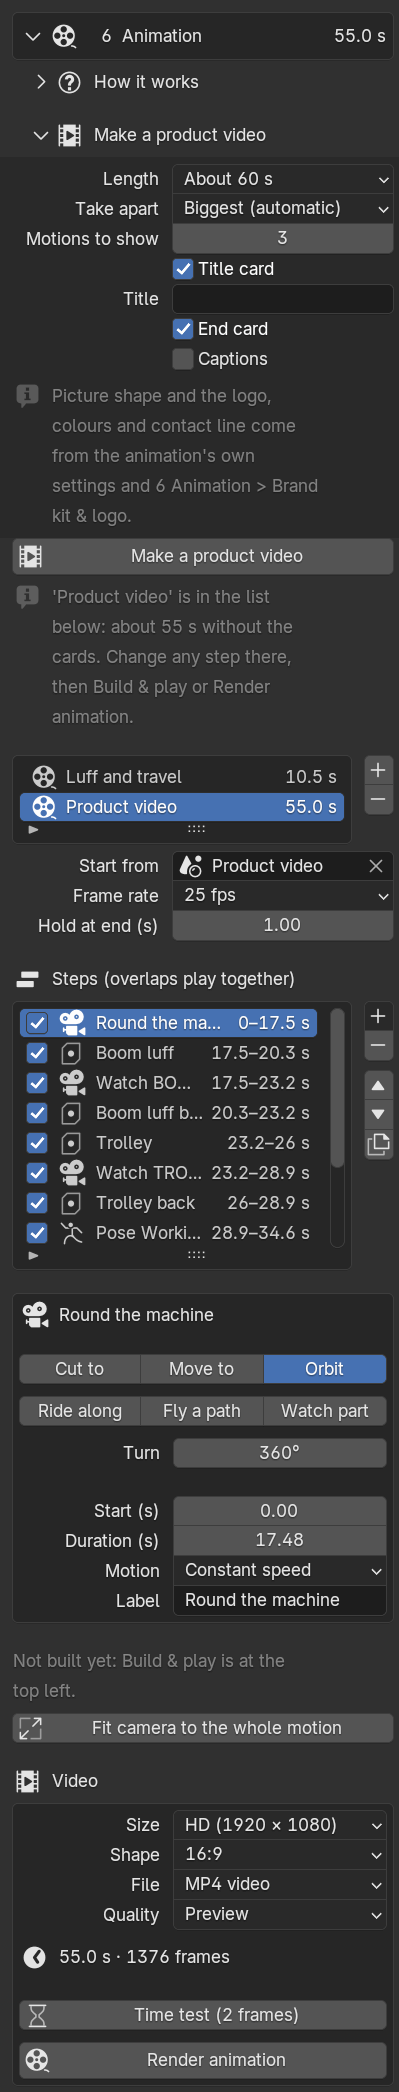 6 Animation 55.0 s
How it works
Make a product video
Length About 60 s
Take apart Biggest (automatic)
Motions to show 3
Title card
Title
End card
Captions
Picture shape and the logo,
colours and contact line come
from the animation's own
settings and 6 Animation > Brand
kit & logo.
Make a product video
'Product video' is in the list
below: about 55 s without the
cards. Change any step there,
then Build & play or Render
animation.
Luff and travel 10.5 s
Product video 55.0 s
Start from Product video
Frame rate 25 fps
Hold at end (s) 1.00
Steps (overlaps play together)
Round the ma... 0–17.5 s
Boom luff 17.5–20.3 s
Watch BO... 17.5–23.2 s
Boom luff b... 20.3–23.2 s
Trolley 23.2–26 s
Watch TRO... 23.2–28.9 s
Trolley back 26–28.9 s
Pose Worki... 28.9–34.6 s
Round the machine
Cut to Move to Orbit
Ride along Fly a path Watch part
Turn 360°
Start (s) 0.00
Duration (s) 17.48
Motion Constant speed
Label Round the machine
Not built yet: Build & play is at the
top left.
Fit camera to the whole motion
Video
Size HD (1920 × 1080)
Shape 16:9
File MP4 video
Quality Preview
55.0 s · 1376 frames
Time test (2 frames)
Render animation